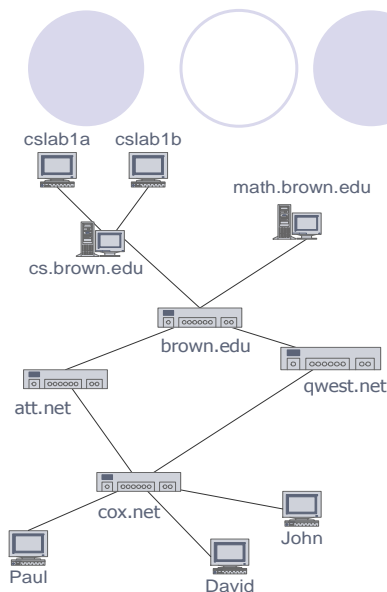 cslab1a cslab1b
math.brown.edu
cs.brown.edu
brown.edu
qwest.net
att.net
cox.net
John
Paul
David